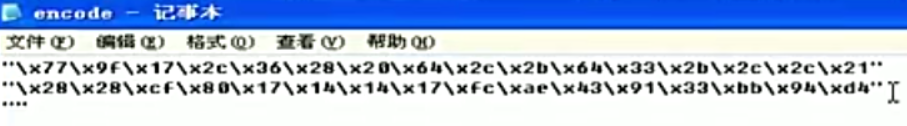 encode - 记事本
文件(F) 编辑(E) 格式(O) 查看(V) 帮助(H)
"\x77\x9f\x17\x2c\x36\x28\x20\x64\x2c\x2b\x64\x33\x2b\x2c\x2c\x21"
"\x28\x28\xcf\x80\x17\x14\x14\x17\xfc\xae\x43\x91\x33\xbb\x94\xd4"
""""